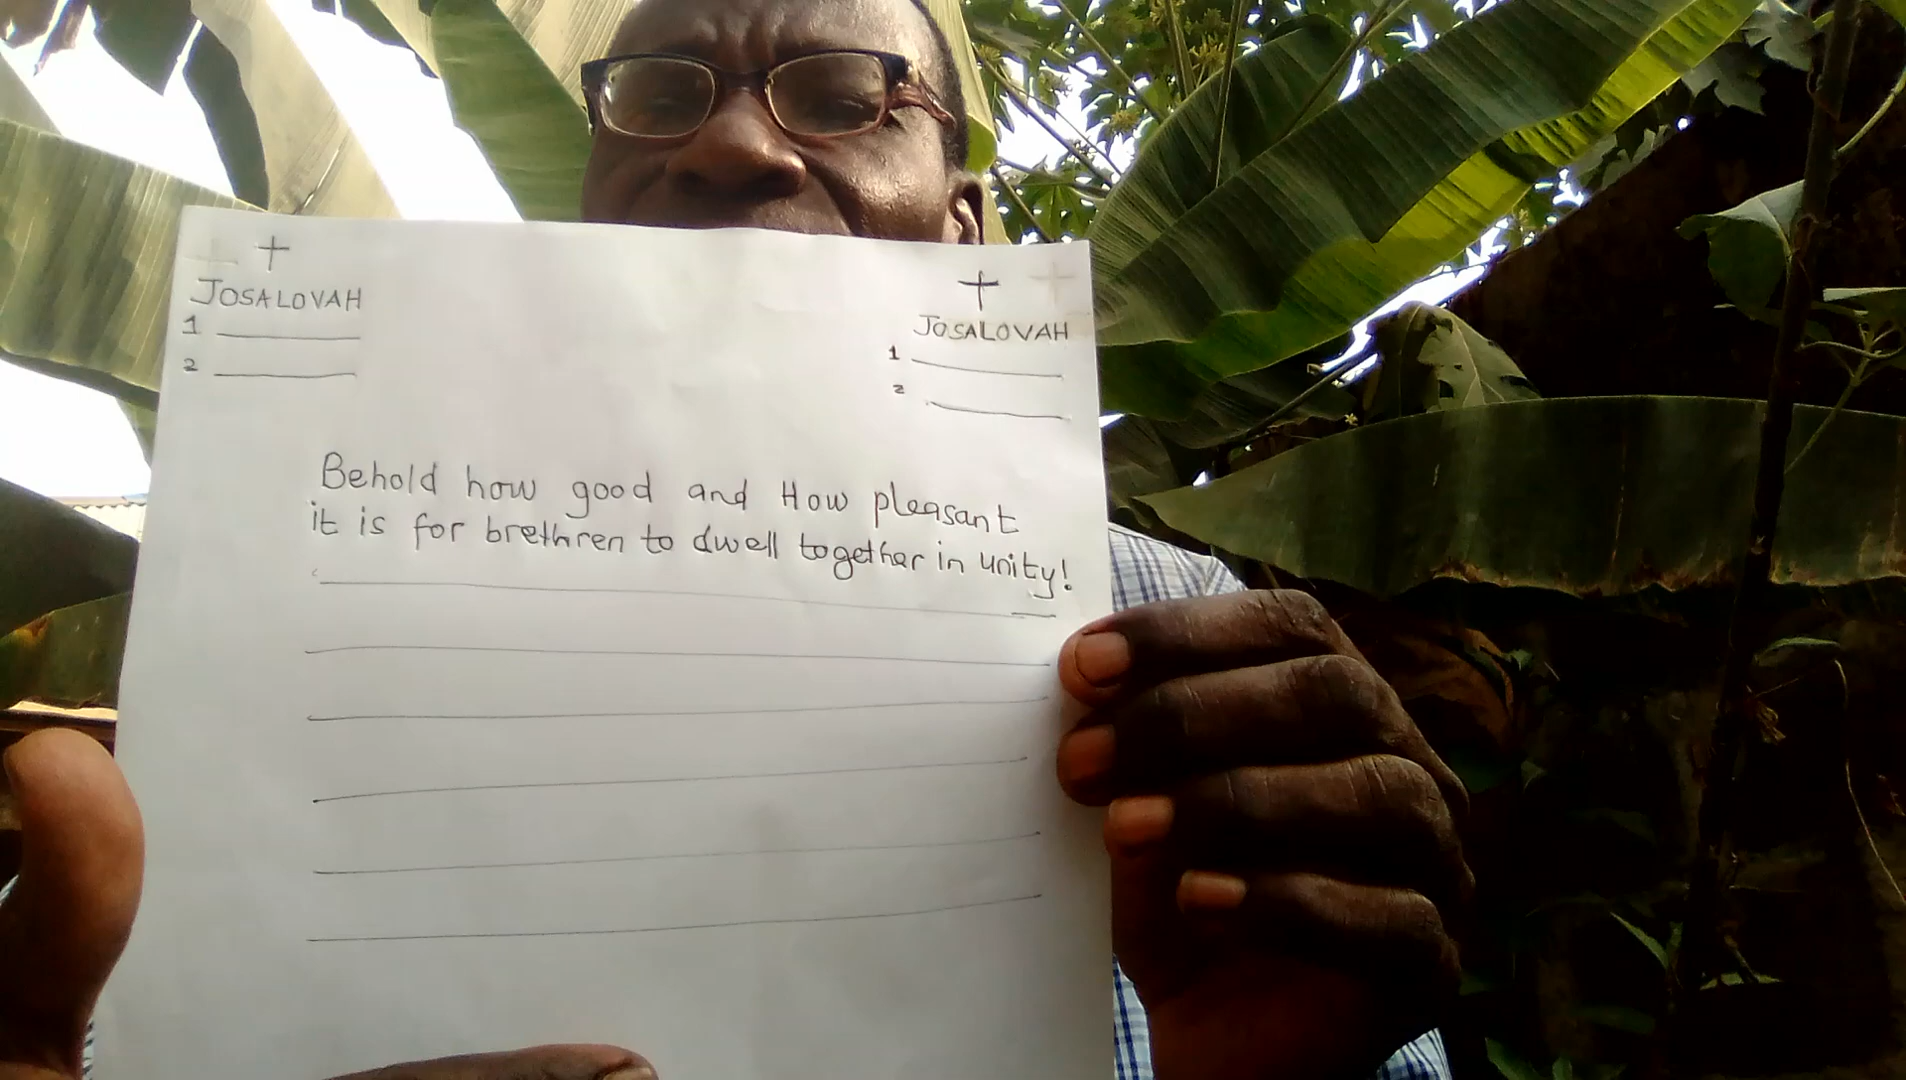 JOSALOVAH
1
2
JOSALOVAH
1
2
Behold how good and How pleasant
it is for brethren to dwell together in unity!